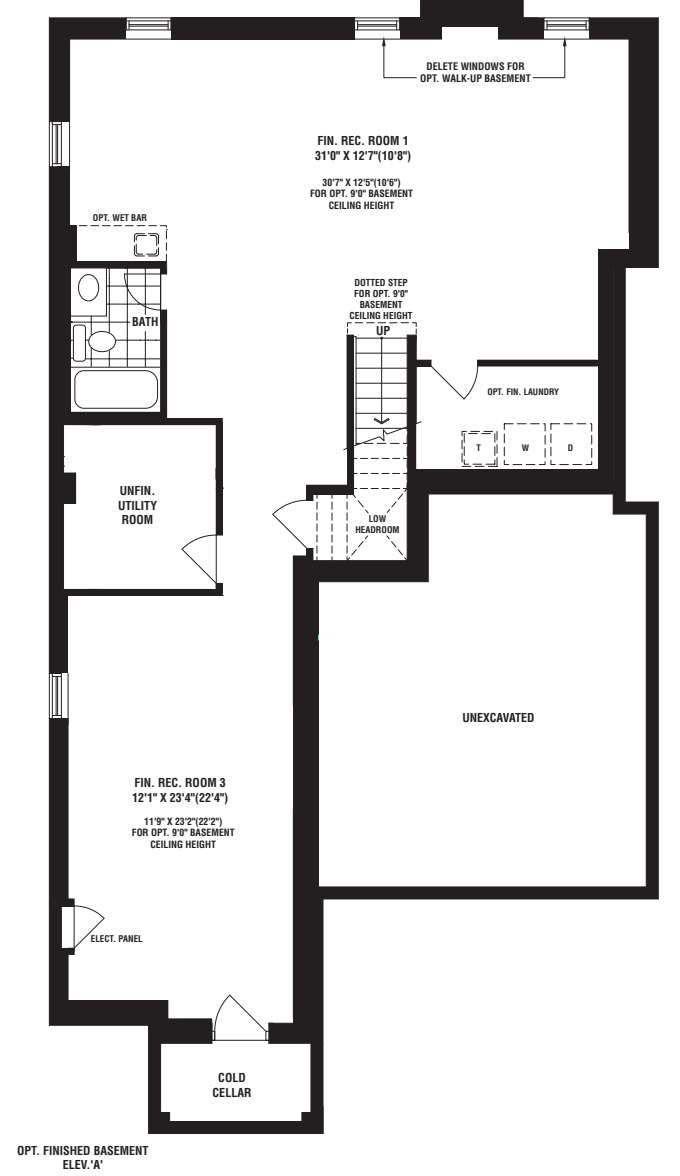 DELETE WINDOWS FOR
OPT. WALK-UP BASEMENT
FIN. REC. ROOM 1
31'0" X 12'7"(10'8")
30'7" X 12'5"(10'6")
FOR OPT. 9'0" BASEMENT
CEILING HEIGHT
OPT. WET BAR
BATH
DOTTED STEP
FOR OPT. 9'0"
BASEMENT
CEILING HEIGHT
UP
OPT. FIN. LAUNDRY
T W D
UNFIN.
UTILITY
ROOM
LOW
HEADROOM
UNEXCAVATED
FIN. REC. ROOM 3
12'1" X 23'4"(22'4")
11'9" X 23'2"(22'2")
FOR OPT. 9'0" BASEMENT
CEILING HEIGHT
ELECT. PANEL
COLD
CELLAR
OPT. FINISHED BASEMENT
ELEV.'A'